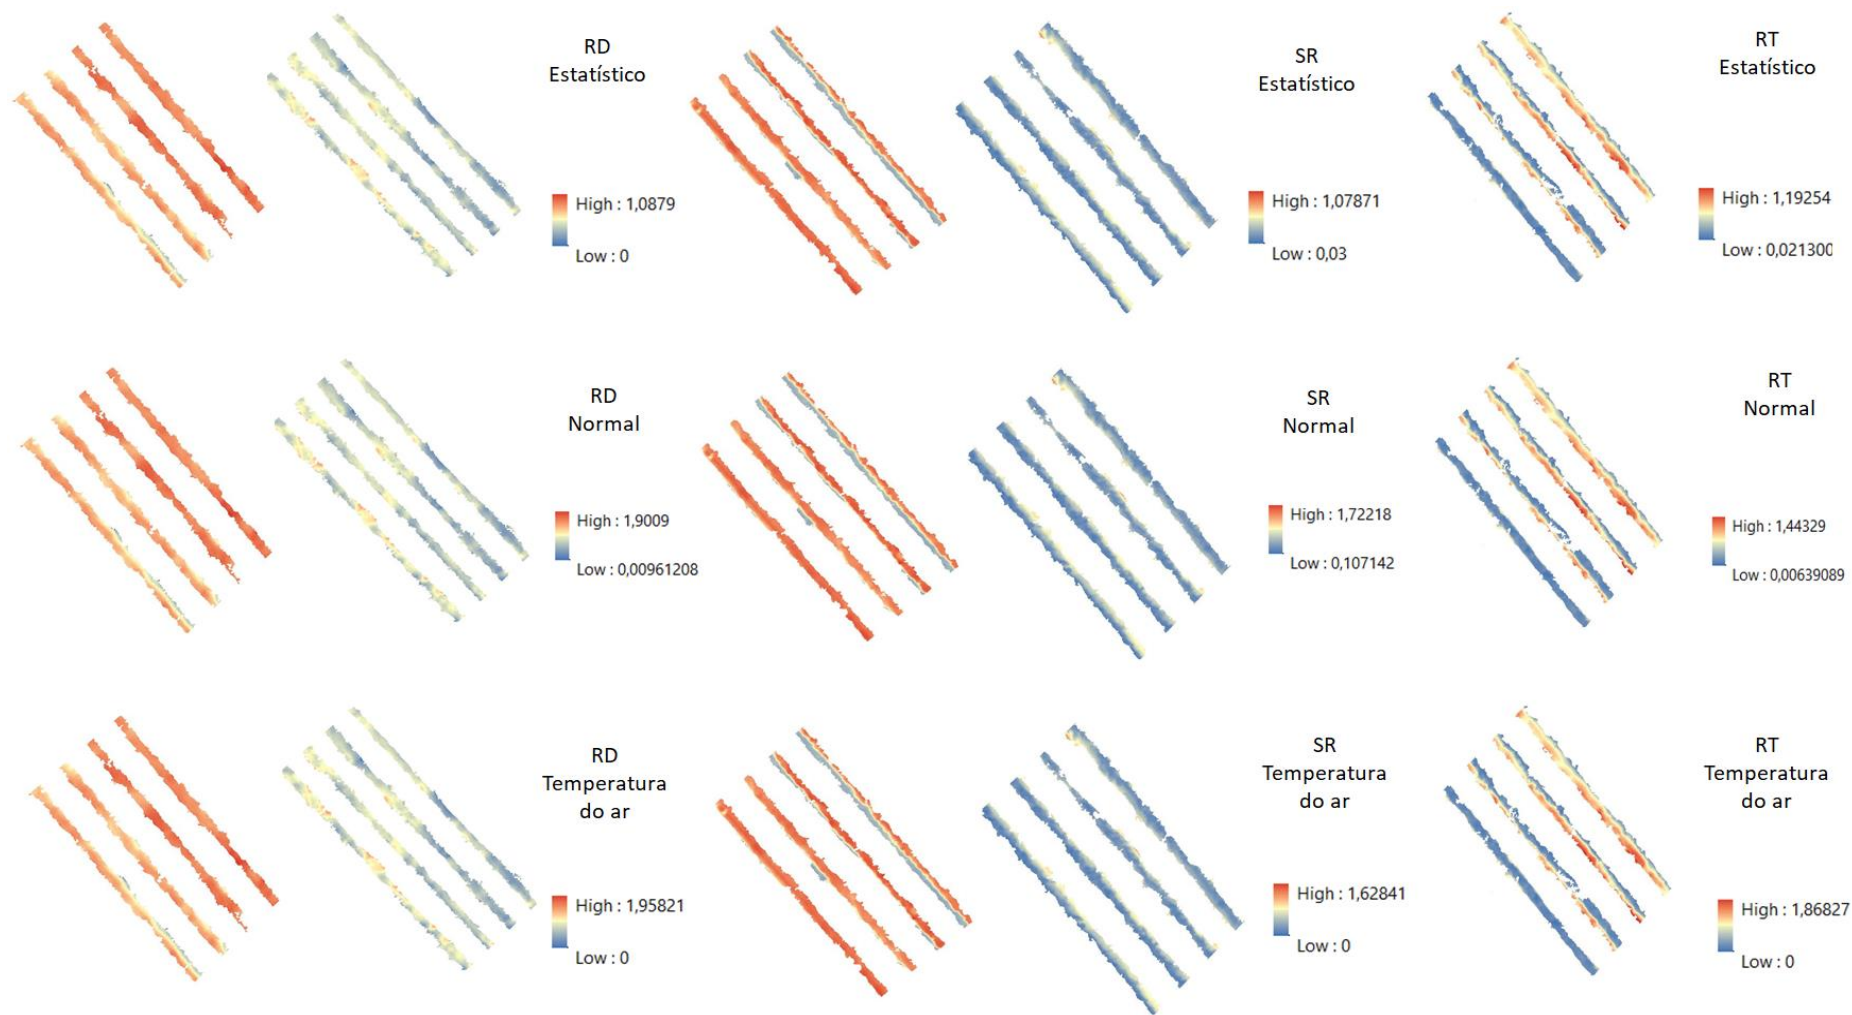 RD
Estatístico
High : 1,0879
Low : 0
SR
Estatístico
High : 1,07871
Low : 0,03
RT
Estatístico
High : 1,19254
Low : 0,021300
RD
Normal
High : 1,9009
Low : 0,00961208
SR
Normal
High : 1,72218
Low : 0,107142
RT
Normal
High : 1,44329
Low : 0,00639089
RD
Temperatura
do ar
High : 1,95821
Low : 0
SR
Temperatura
do ar
High : 1,62841
Low : 0
RT
Temperatura
do ar
High : 1,86827
Low : 0